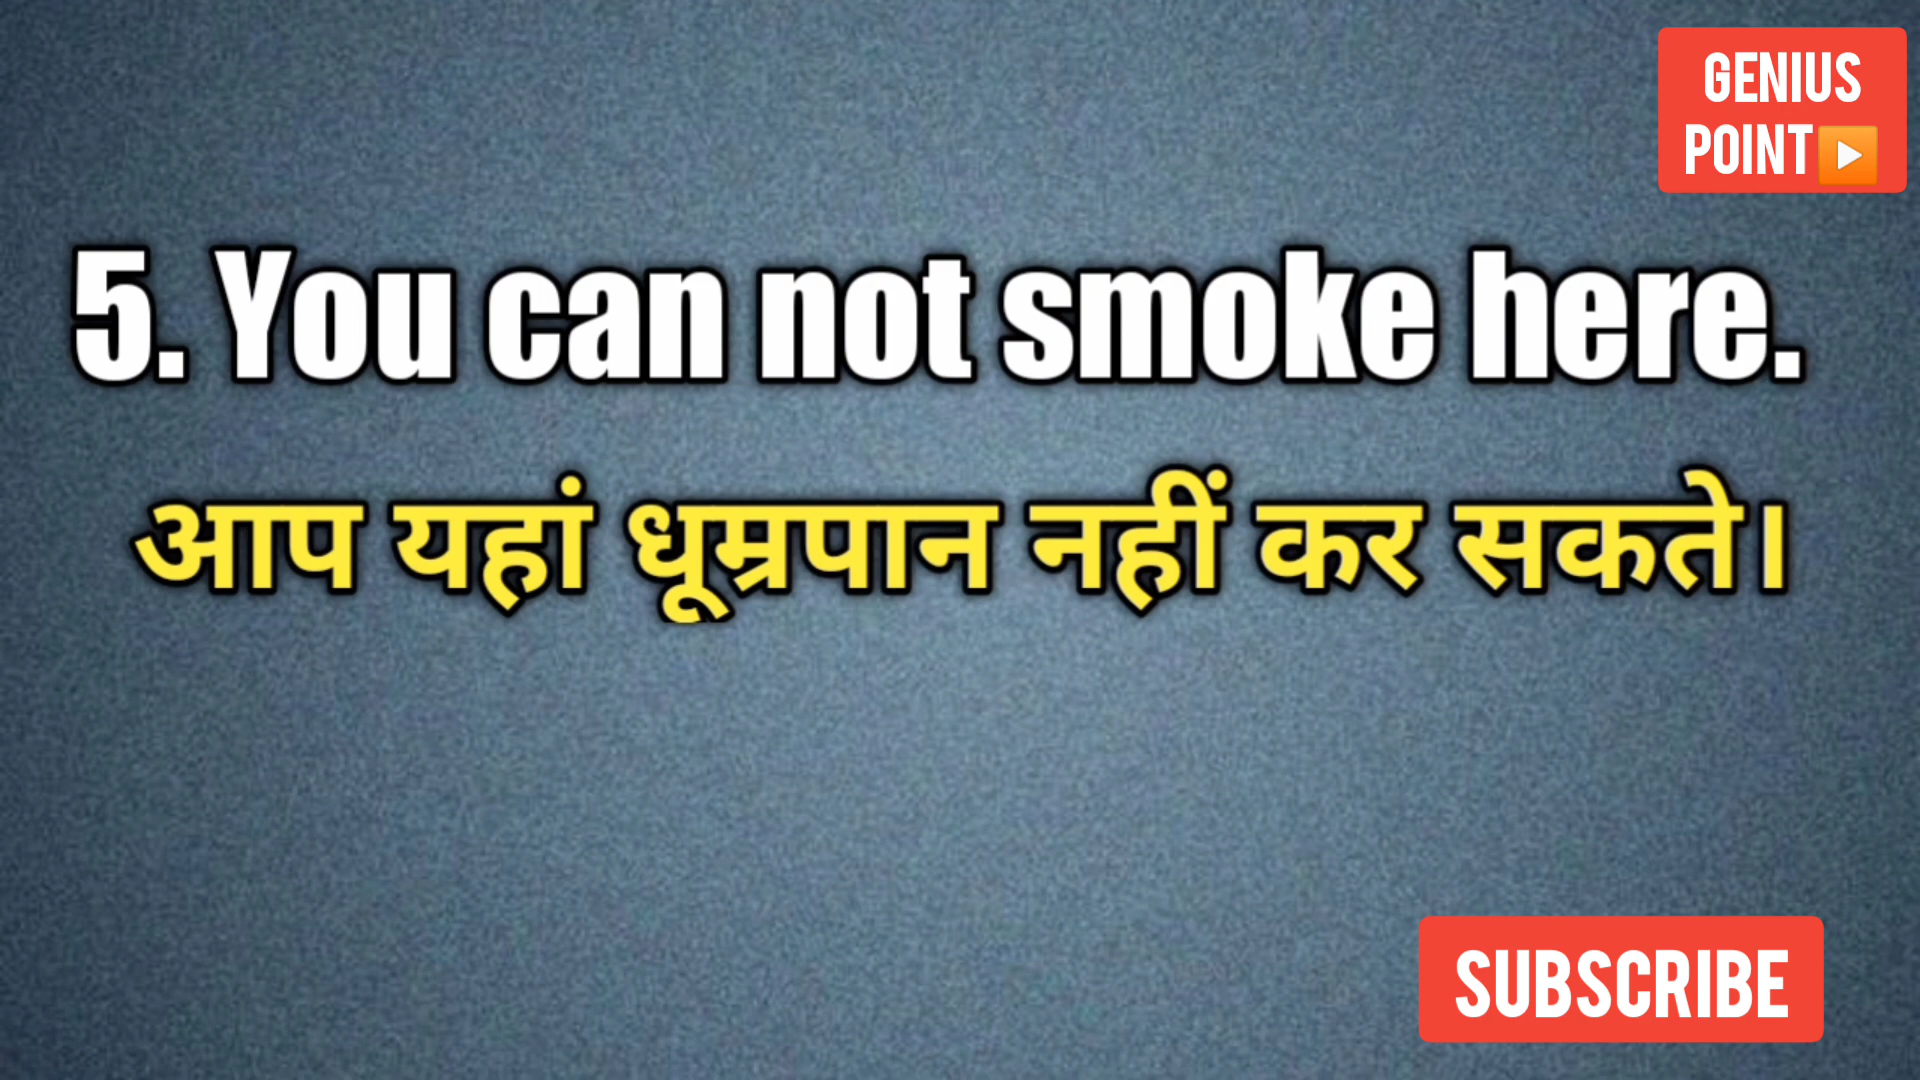 GENIUS
POINT
5. You can not smoke here.
आप यहां धूम्रपान नहीं कर सकते।
SUBSCRIBE